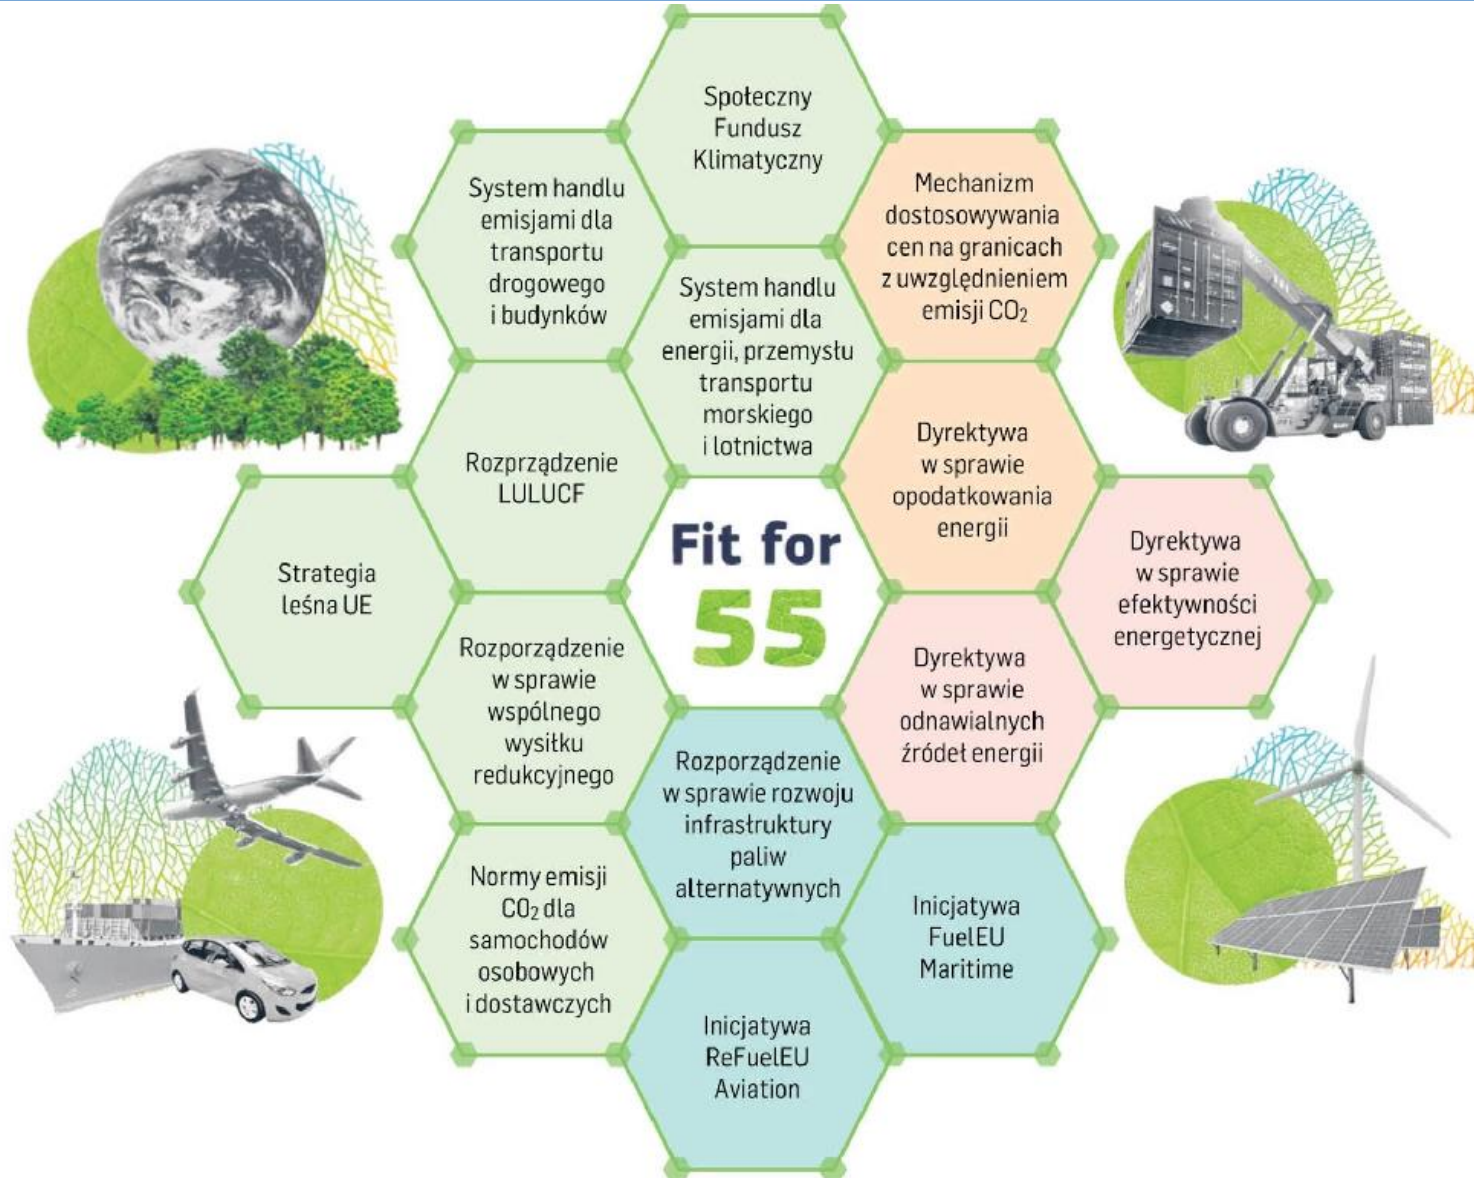 Społeczny
Fundusz
Klimatyczny
System handlu
emisjami dla
transportu
drogowego
i budynków
Mechanizm
dostosowywania
cen na granicach
z uwzględnieniem
emisji CO₂
System handlu
emisjami dla
energii, przemysłu
transportu
morskiego
i lotnictwa
Rozprządzenie
LULUCF
Dyrektywa
w sprawie
opodatkowania
energii
Strategia
leśna UE
Fit for
55
Dyrektywa
w sprawie
efektywności
energetycznej
Rozporządzenie
w sprawie
wspólnego
wysiłku
redukcyjnego
Dyrektywa
w sprawie
odnawialnych
źródeł energii
Rozporządzenie
w sprawie rozwoju
infrastruktury
paliw
alternatywnych
Normy emisji
CO₂ dla
samochodów
osobowych
i dostawczych
Inicjatywa
FuelEU
Maritime
Inicjatywa
ReFuelEU
Aviation